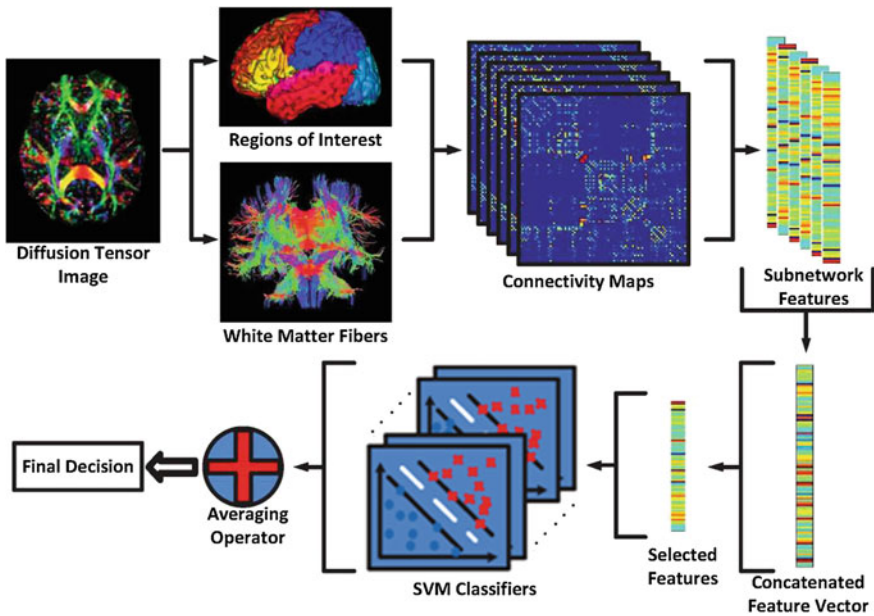 Diffusion Tensor
Image
Regions of Interest
White Matter Fibers
Connectivity Maps
Subnetwork
Features
Final Decision
Averaging
Operator
SVM Classifiers
Selected
Features
Concatenated
Feature Vector